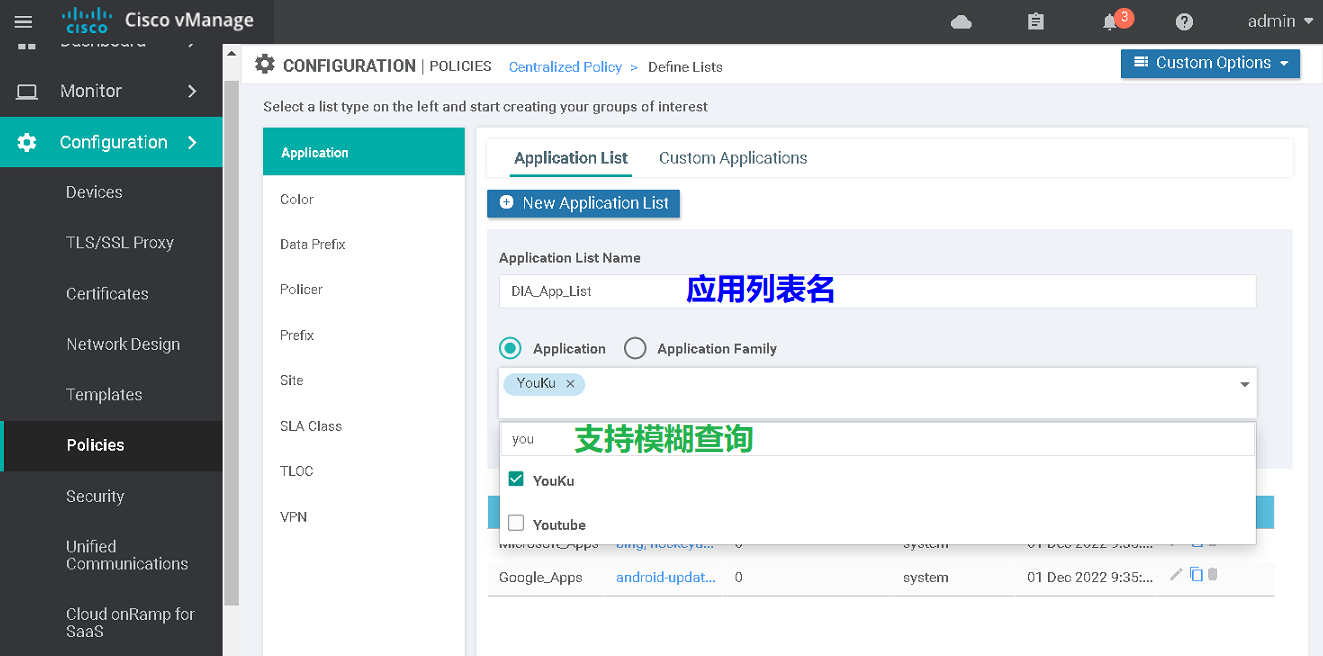 CISCO Cisco vManage
3
admin
Dashboard
Monitor
Configuration
Devices
TLS/SSL Proxy
Certificates
Network Design
Templates
Policies
Security
Unified
Communications
Cloud onRamp for
SaaS
CONFIGURATION | POLICIES Centralized Policy > Define Lists
Custom Options
Select a list type on the left and start creating your groups of interest
Application
Color
Data Prefix
Policer
Prefix
Site
SLA Class
TLOC
VPN
Application List Custom Applications
New Application List
Application List Name
DIA_App_List 应用列表名
Application Application Family
YouKu ×
you 支持模糊查询
YouKu
Youtube
Microsoft_Apps bing, hockeya... 0 system 01 Dec 2022 9:36:...
Google_Apps android-updat... 0 system 01 Dec 2022 9:35:...